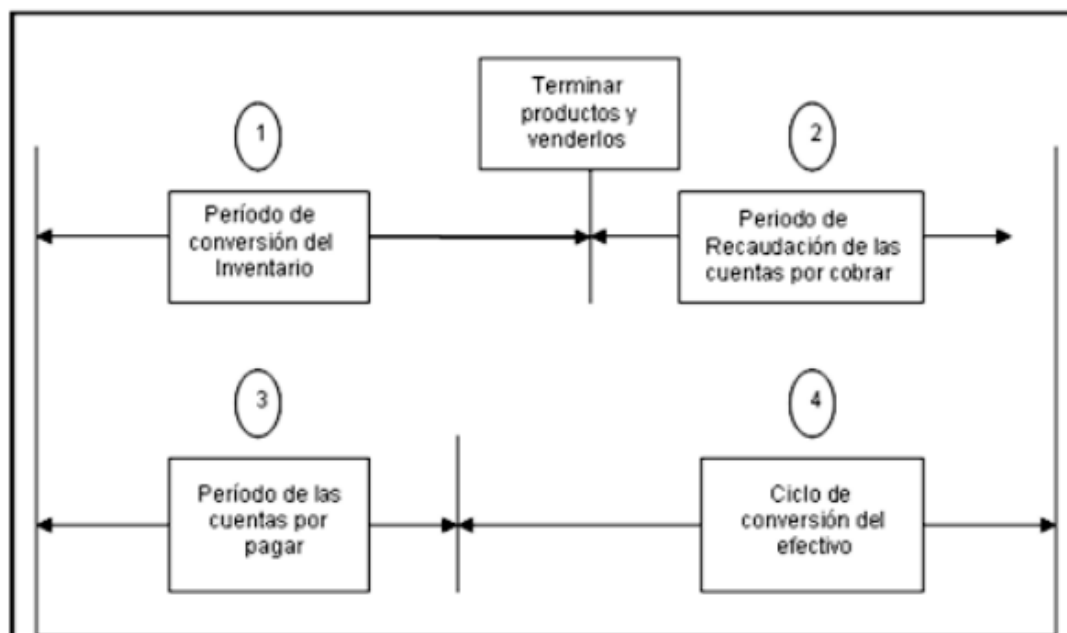 Terminar
productos y
venderlos
1
2
Período de
conversión del
Inventario
Periodo de
Recaudación de las
cuentas por cobrar
3
4
Período de las
cuentas por
pagar
Ciclo de
conversión del
efectivo